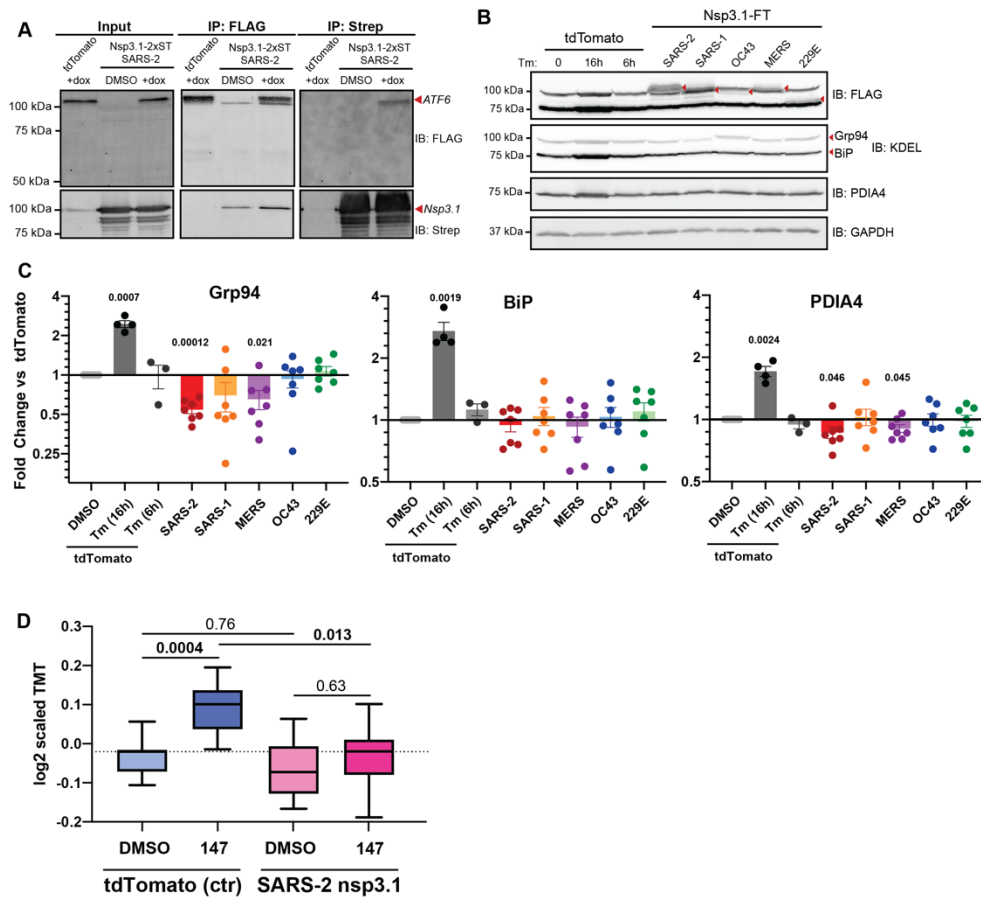 A
Input
IP: FLAG
IP: Strep
tdTomato
Nsp3.1-2xST
SARS-2
tdTomato
Nsp3.1-2xST
SARS-2
tdTomato
Nsp3.1-2xST
SARS-2
+dox
DMSO
+dox
+dox
DMSO
+dox
+dox
DMSO
+dox
100 kDa
75 kDa
50 kDa
ATF6
IB: FLAG
100 kDa
75 kDa
Nsp3.1
IB: Strep
B
Nsp3.1-FT
tdTomato
SARS-2
SARS-1
OC43
MERS
229E
Tm:
0
16h
6h
100 kDa
75 kDa
IB: FLAG
100 kDa
75 kDa
Grp94
BiP
IB: KDEL
75 kDa
IB: PDIA4
37 kDa
IB: GAPDH
C
Fold Change vs tdTomato
Grp94
4
2
1
0.5
0.25
0.0007
0.00012
0.021
DMSO
Tm (16h)
Tm (6h)
SARS-2
SARS-1
MERS
OC43
229E
tdTomato
BiP
4
2
1
0.5
0.0019
DMSO
Tm (16h)
Tm (6h)
SARS-2
SARS-1
MERS
OC43
229E
tdTomato
PDIA4
4
2
1
0.5
0.0024
0.046
0.045
DMSO
Tm (16h)
Tm (6h)
SARS-2
SARS-1
MERS
OC43
229E
tdTomato
D
log2 scaled TMT
0.3
0.2
0.1
0.0
-0.1
-0.2
0.76
0.0004
0.013
0.63
DMSO
147
DMSO
147
tdTomato (ctr)
SARS-2 nsp3.1